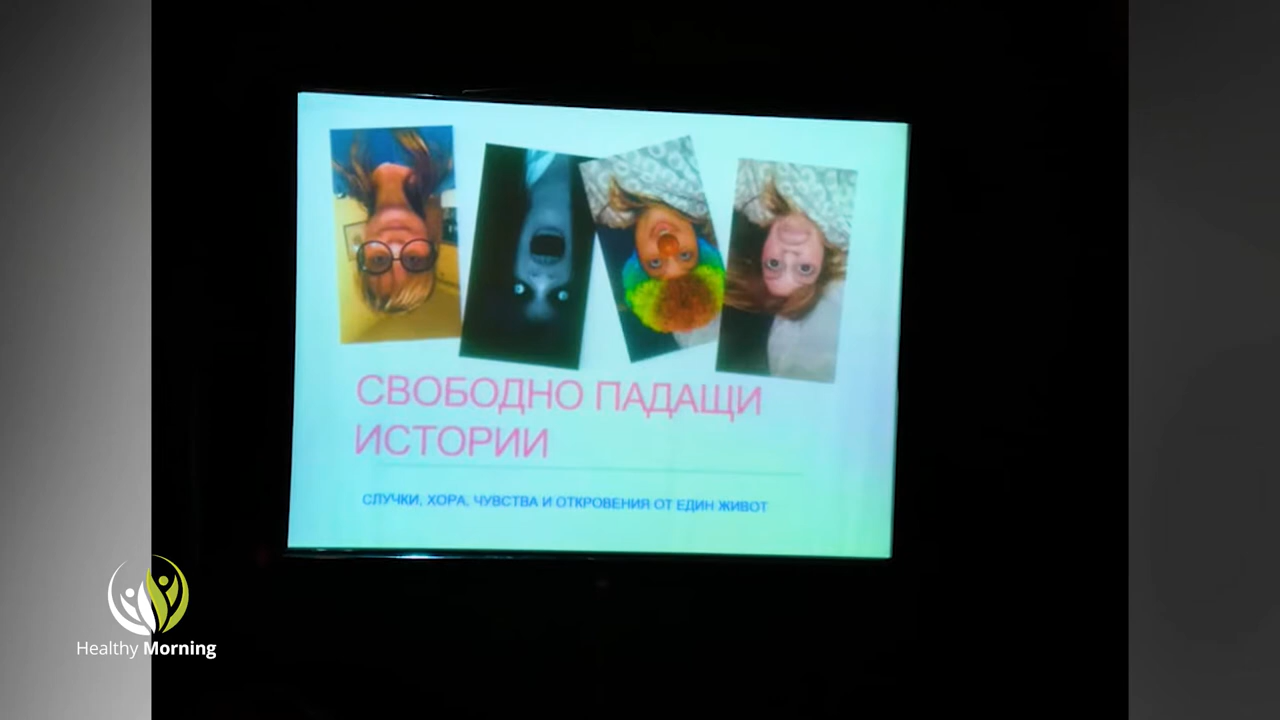 СВОБОДНО ПАДАЩИ
ИСТОРИИ
СЛУЧКИ, ХОРА, ЧУВСТВА И ОТКРОВЕНИЯ ОТ ЕДИН ЖИВОТ
Healthy Morning